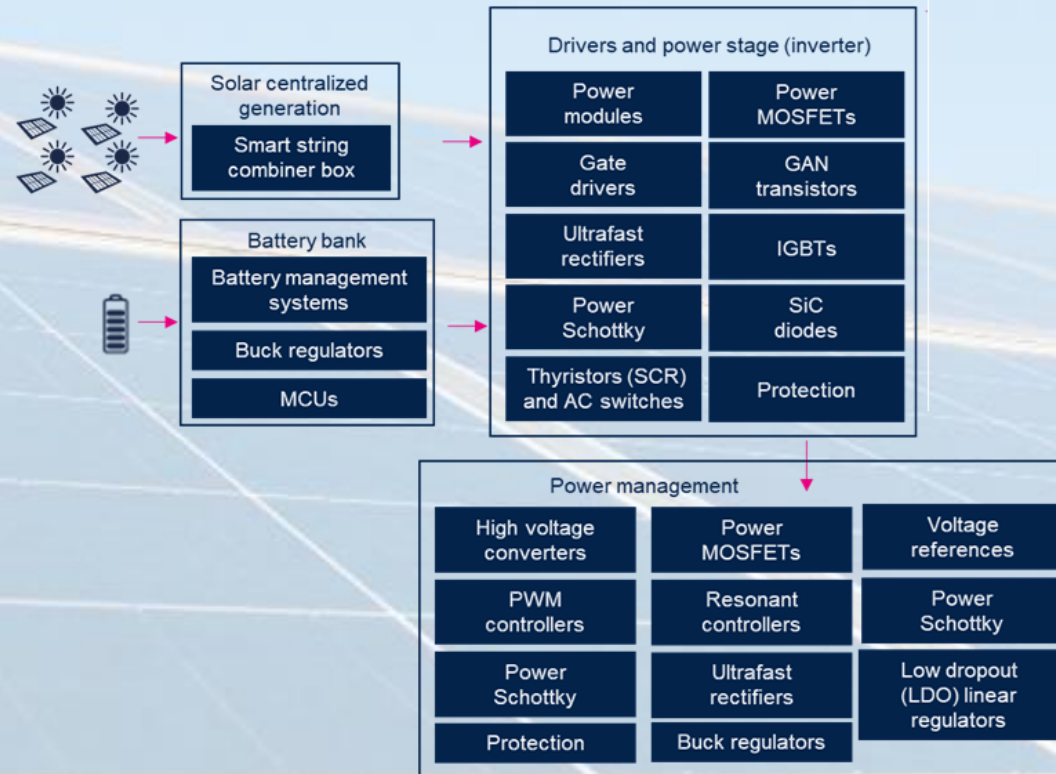 Solar centralized
generation
Smart string
combiner box
Battery bank
Battery management
systems
Buck regulators
MCUs
Drivers and power stage (inverter)
Power
modules
Power
MOSFETs
Gate
drivers
GAN
transistors
Ultrafast
rectifiers
IGBTs
Power
Schottky
SiC
diodes
Thyristors (SCR)
and AC switches
Protection
Power management
High voltage
converters
Power
MOSFETs
Voltage
references
PWM
controllers
Resonant
controllers
Power
Schottky
Power
Schottky
Ultrafast
rectifiers
Low dropout
(LDO) linear
regulators
Protection
Buck regulators